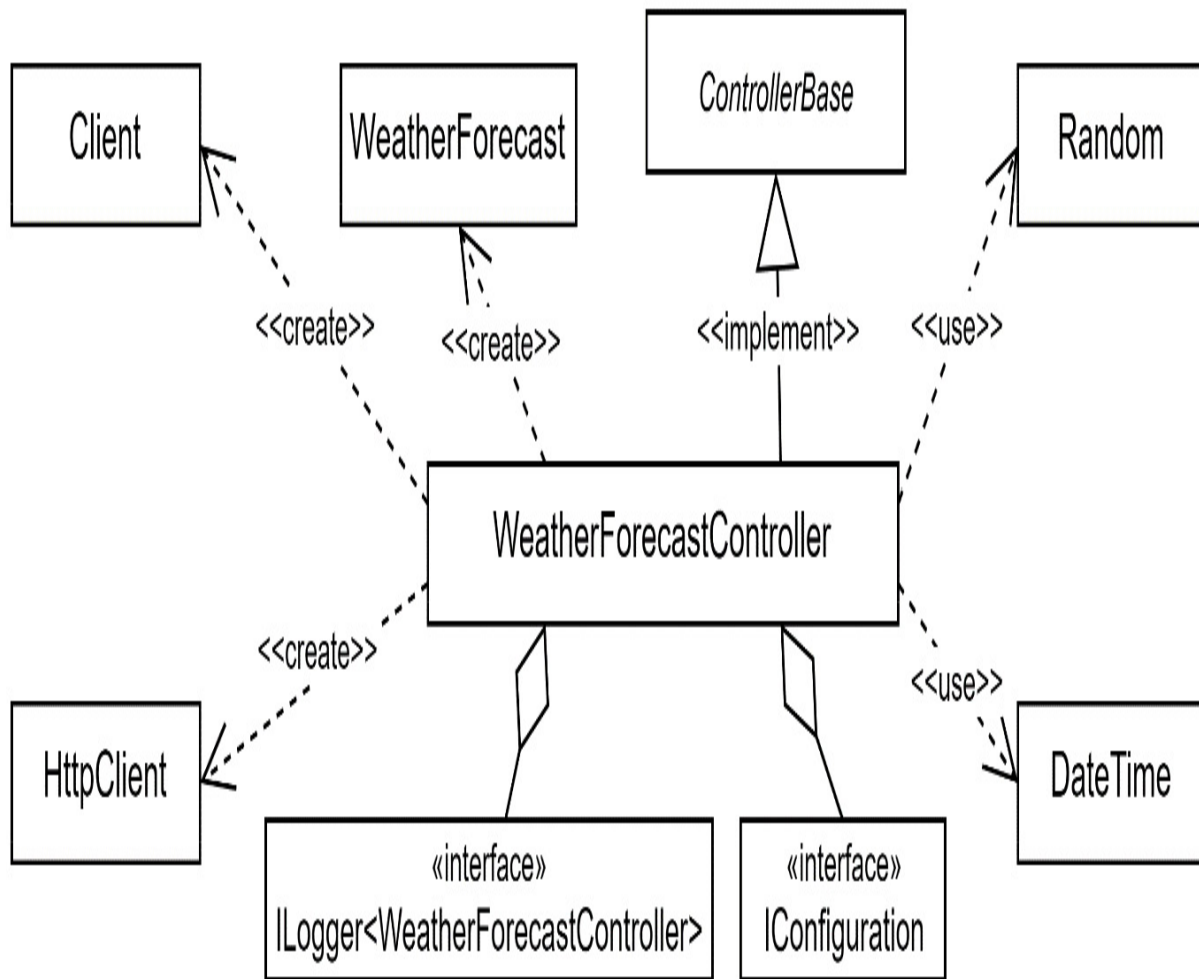 Client
WeatherForecast
ControllerBase
Random
<<create>>
<<create>>
<<implement>>
<<use>>
WeatherForecastController
<<create>>
<<use>>
HttpClient
DateTime
«interface»
ILogger<WeatherForecastController>
«interface»
IConfiguration